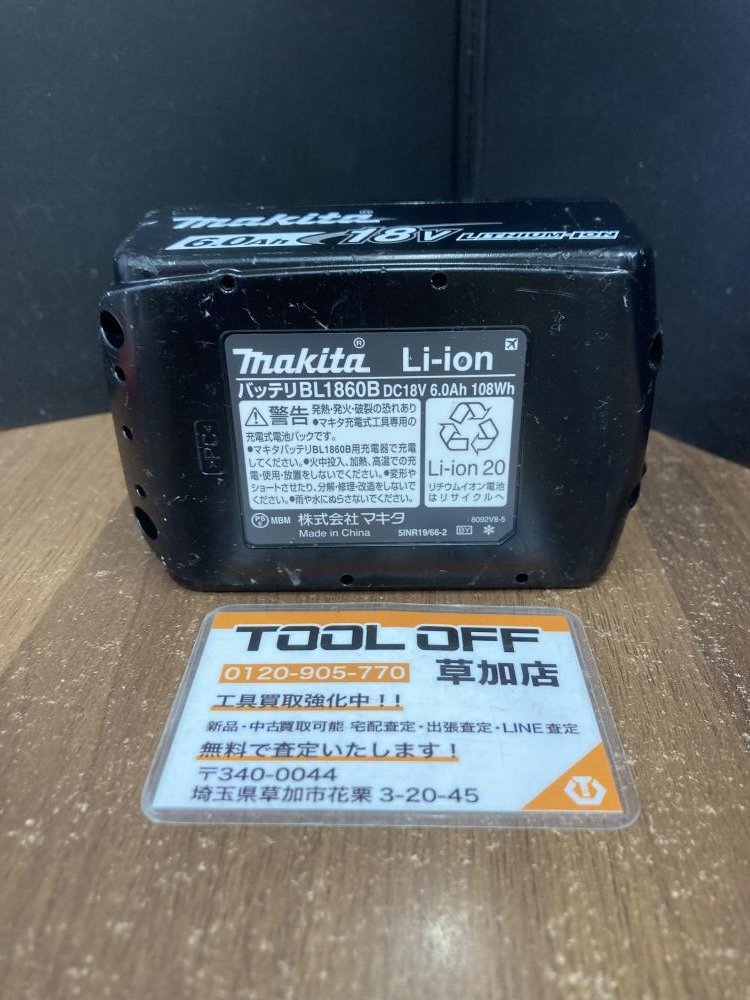 makita®
6.0Ah 18V LITHIUM-ION
makita® Li-ion
バッテリBL1860B DC18V 6.0Ah 108Wh
警告 発熱・発火・破裂の恐れあり
●マキタ充電式工具専用の
充電式電池パックです。
●マキタバッテリBL1860B用充電器で充電
してください。●火中投入、加熱、高温での充
電・使用・放置をしないでください。●変形や
ショートさせたり、分解・修理・改造をしないで
ください。●雨や水にぬらさないでください。
Li-ion 20
リチウムイオン電池
はリサイクルへ
PSE MBM 株式会社マキタ
Made in China
5INR19/66-2
8092V8-5
BY
>PC<
TOOL OFF
0120-905-770 草加店
工具買取強化中!!
新品・中古買取可能 宅配査定・出張査定・LINE査定
無料で査定いたします!
〒340-0044
埼玉県草加市花栗 3-20-45